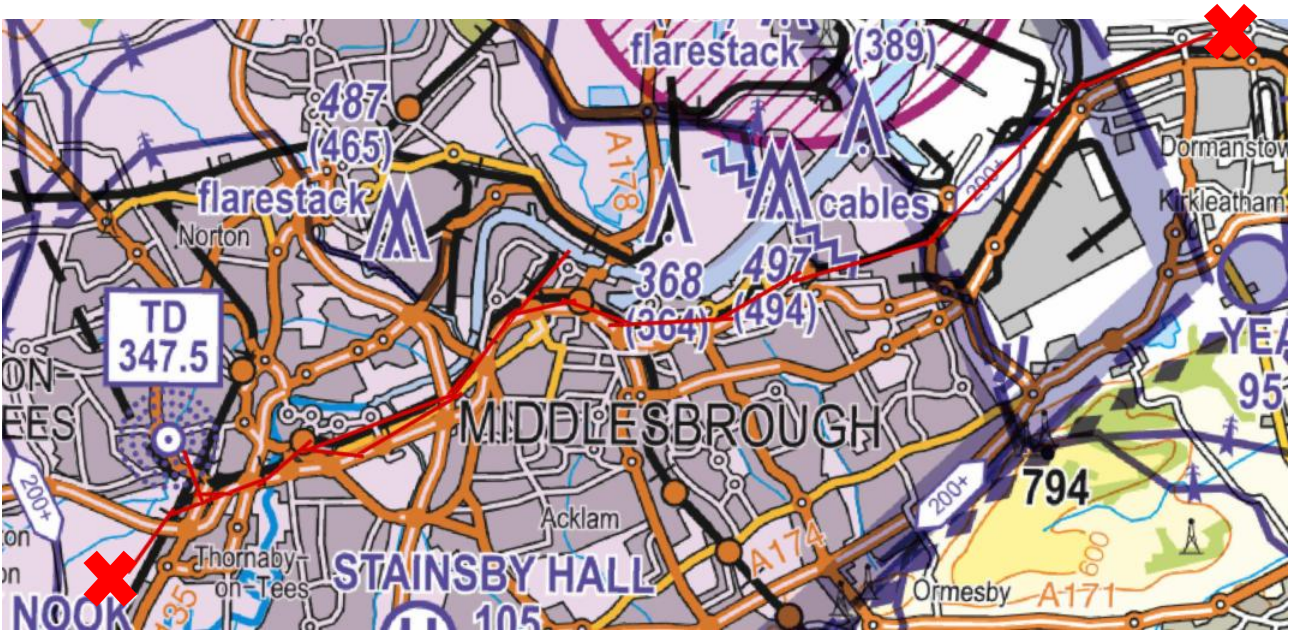 flarestack
(389)
487
(465)
A178
flarestack
cables
Norton
200+
Dormanstow
Kirkleatham
TD
347.5
368
(364)
497
(494)
ON-
EES
YEA
95
MIDDLESBROUGH
200+
200+
794
Acklam
A174
600
Thornaby-
on-Tees
STAINSBY HALL
105
H
Ormesby
A171
NOOK
A135
on
n